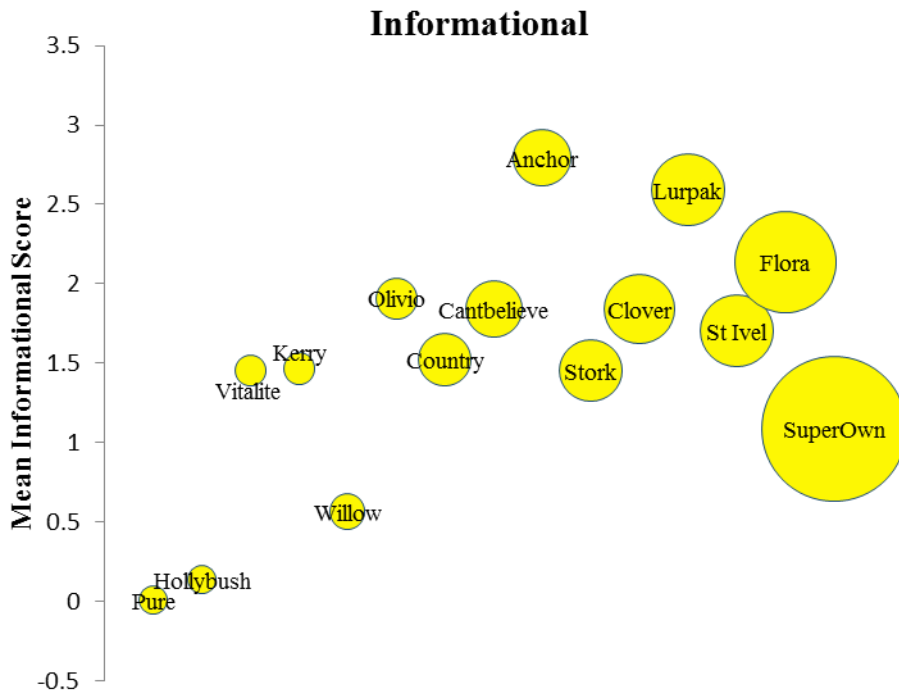 Informational
3.5
3
2.5
2
1.5
1
0.5
0
-0.5
Mean Informational Score
Anchor
Lurpak
Flora
Olivio
Cantbelieve
Clover
St Ivel
Kerry
Vitalite
Country
Stork
SuperOwn
Willow
Hollybush
Pure